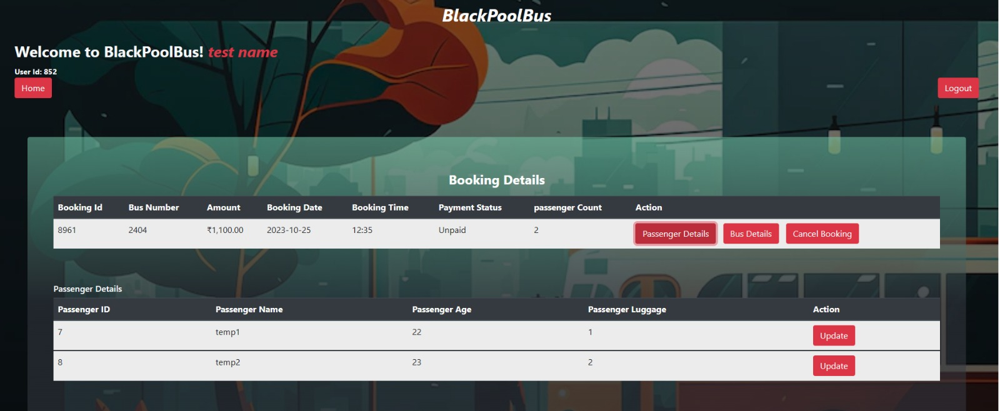 BlackPoolBus
Welcome to BlackPoolBus! test name
User Id: 852
Home Logout
Booking Details
Booking Id Bus Number Amount Booking Date Booking Time Payment Status passenger Count Action
8961 2404 ₹1,100.00 2023-10-25 12:35 Unpaid 2 Passenger Details Bus Details Cancel Booking
Passenger Details
Passenger ID Passenger Name Passenger Age Passenger Luggage Action
7 temp1 22 1 Update
8 temp2 23 2 Update